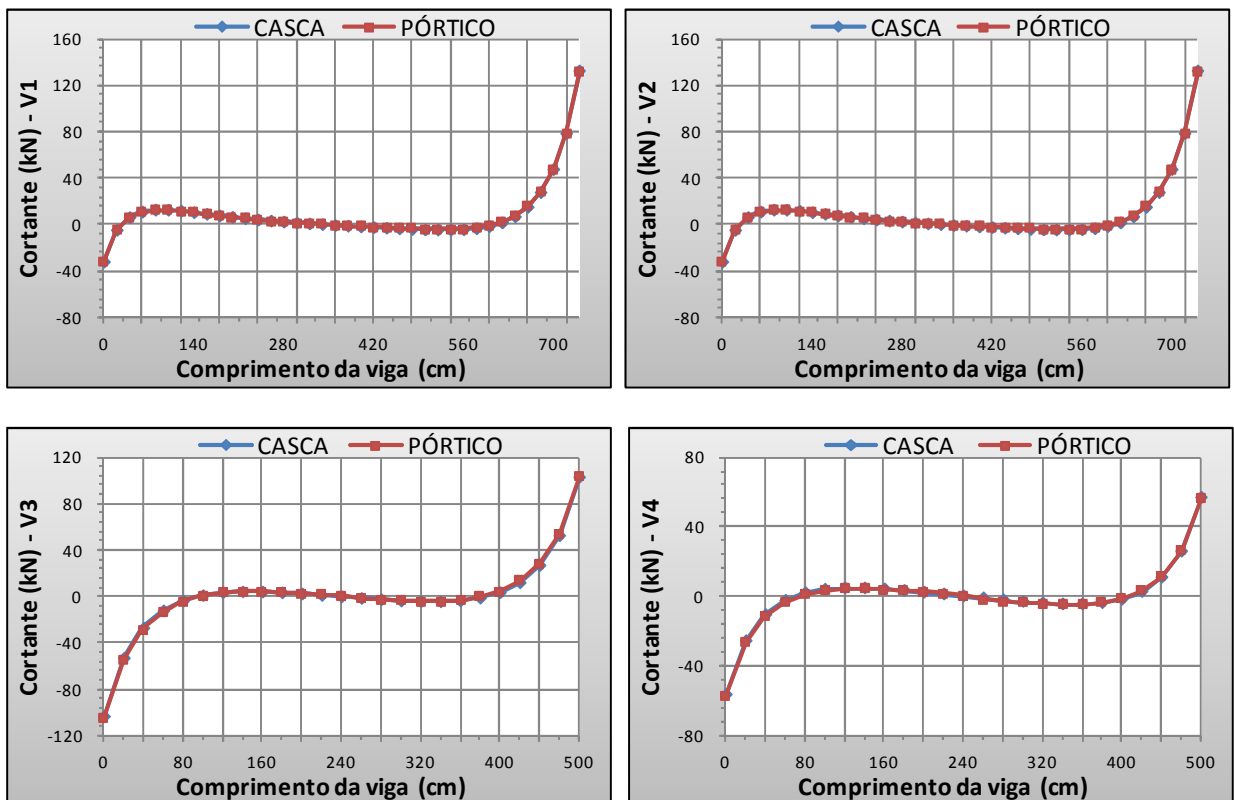 CASCA PÓRTICO
Cortante (kN) - V1
160
120
80
40
0
-40
-80
0 140 280 420 560 700
Comprimento da viga (cm)
CASCA PÓRTICO
Cortante (kN) - V2
160
120
80
40
0
-40
-80
0 140 280 420 560 700
Comprimento da viga (cm)
CASCA PÓRTICO
Cortante (kN) - V3
120
80
40
0
-40
-80
-120
0 80 160 240 320 400 500
Comprimento da viga (cm)
CASCA PÓRTICO
Cortante (kN) - V4
80
40
0
-40
-80
0 80 160 240 320 400 500
Comprimento da viga (cm)